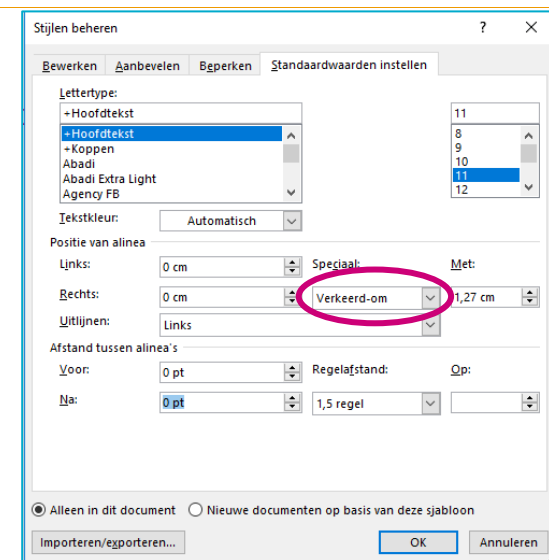 Stijlen beheren ?
Bewerken Aanbevelen Beperken Standaardwaarden instellen
Lettertype:
+Hoofdtekst 11
+Hoofdtekst 8
+Koppen 9
Abadi 10
Abadi Extra Light 11
Agency FB 12
Tekstkleur: Automatisch
Positie van alinea
Links: 0 cm Speciaal: Met:
Rechts: 0 cm Verkeerd-om 1,27 cm
Uitlijnen: Links
Afstand tussen alinea's
Voor: 0 pt Regelafstand: Op:
Na: 0 pt 1,5 regel
Alleen in dit document Nieuwe documenten op basis van deze sjabloon
Importeren/exporteren... OK Annuleren